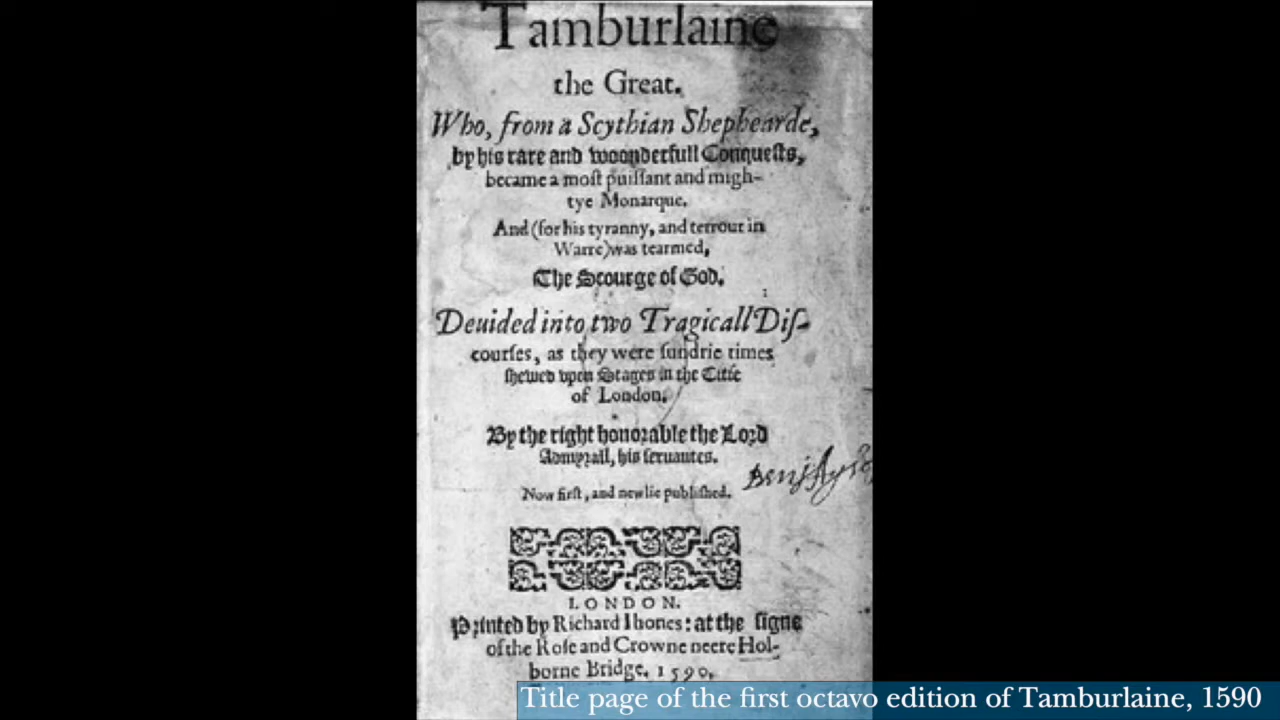 Tamburlaine
the Great.
Who, from a Scythian Shephearde,
by his rare and woonderfull Conquests,
became a most puissant and migh-
tye Monarque.
And (for his tyranny, and terrour in
Warre) was tearmed,
The Scourge of God.
Deuided into two Tragicall Dis-
courses, as they were sundrie times
shewed vpon Stages in the Citie
of London.
By the right honorable the Lord
Admyrall, his seruantes.
Now first, and newlie published.
LONDON.
Printed by Richard Ihones: at the signe
of the Rose and Crowne neere Hol-
borne Bridge. 1590.
Title page of the first octavo edition of Tamburlaine, 1590